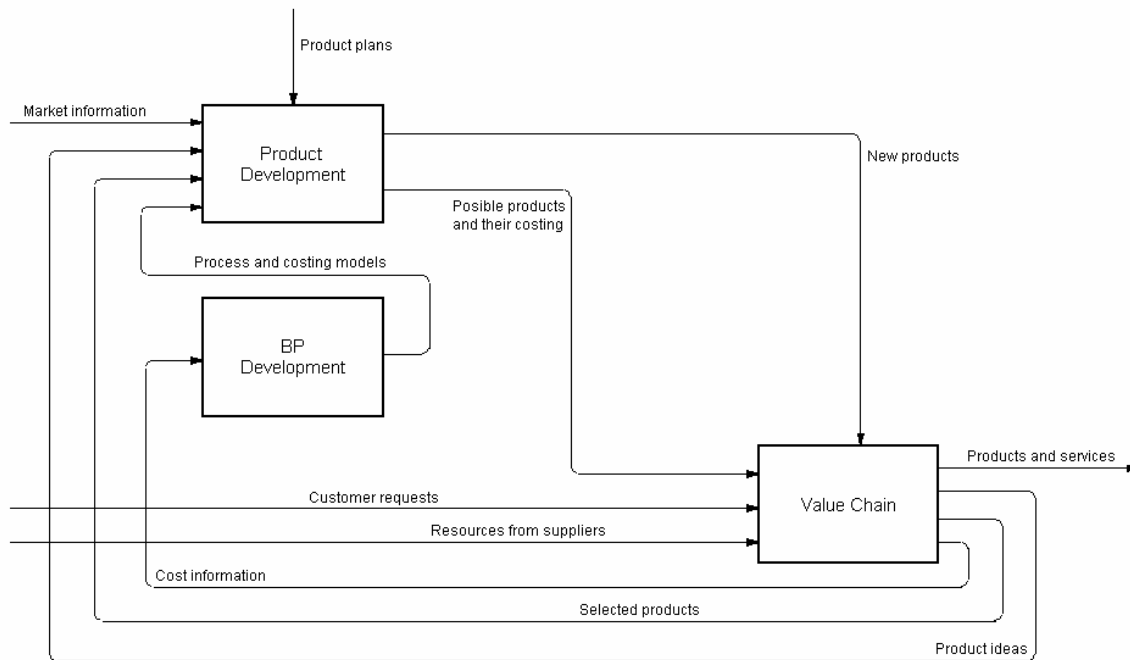 Product plans
Market information
Product
Development
New products
Posible products
and their costing
Process and costing models
BP
Development
Products and services
Customer requests
Value Chain
Resources from suppliers
Cost information
Selected products
Product ideas